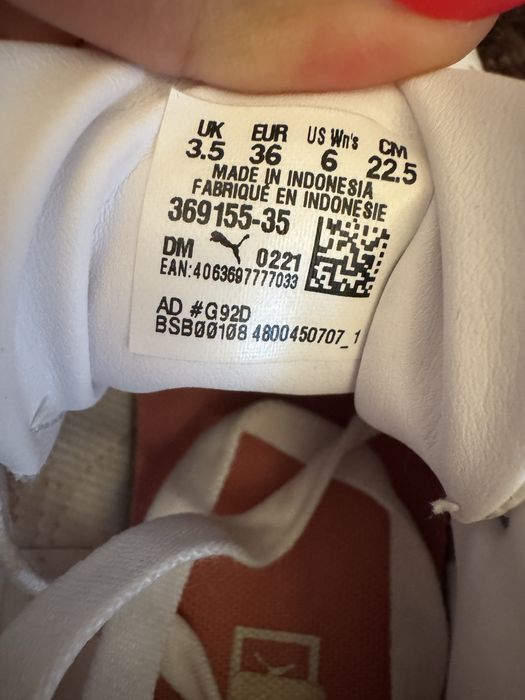 UK EUR US Wn's CM
3.5 36 6 22.5
MADE IN INDONESIA
FABRIQUÉ EN INDONESIE
369155-35
DM 0221
EAN:4063697777033
AD #G92D
BSB00108 4800450707_1